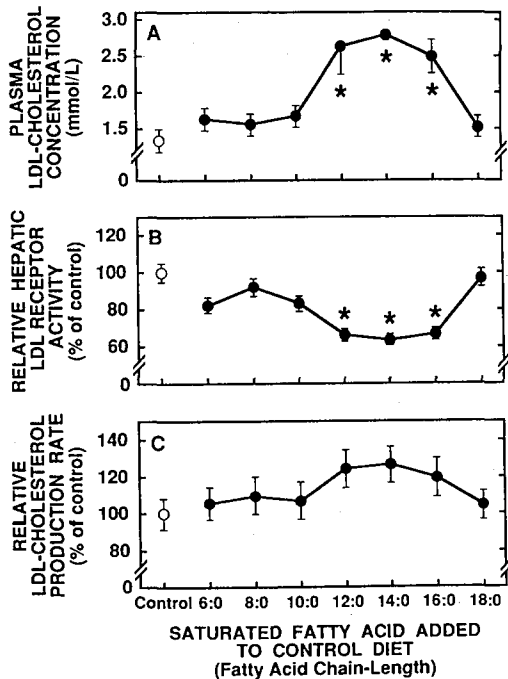 A
PLASMA
LDL-CHOLESTEROL
CONCENTRATION
(mmol/L)
3.0
2.5
2.0
1.5
0
*
*
*
B
RELATIVE HEPATIC
LDL RECEPTOR
ACTIVITY
(% of control)
120
100
80
60
0
*
*
*
C
RELATIVE
LDL-CHOLESTEROL
PRODUCTION RATE
(% of control)
140
120
100
80
0
Control 6:0 8:0 10:0 12:0 14:0 16:0 18:0
SATURATED FATTY ACID ADDED
TO CONTROL DIET
(Fatty Acid Chain-Length)